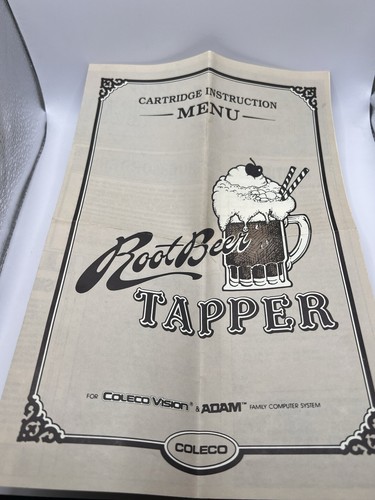 CARTRIDGE INSTRUCTION
MENU
Root Beer
TAPPER
FOR COLECO VISION® & ADAM™ FAMILY COMPUTER SYSTEM
COLECO